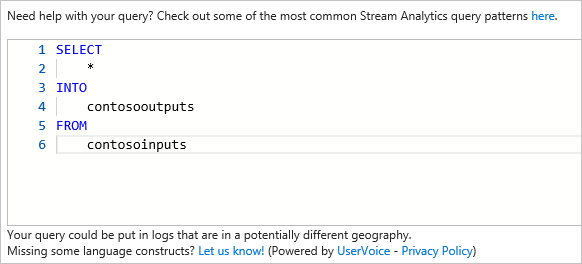 Need help with your query? Check out some of the most common Stream Analytics query patterns here.
1 SELECT
2 *
3 INTO
4 contosooutputs
5 FROM
6 contosoinputs
Your query could be put in logs that are in a potentially different geography.
Missing some language constructs? Let us know! (Powered by UserVoice - Privacy Policy)